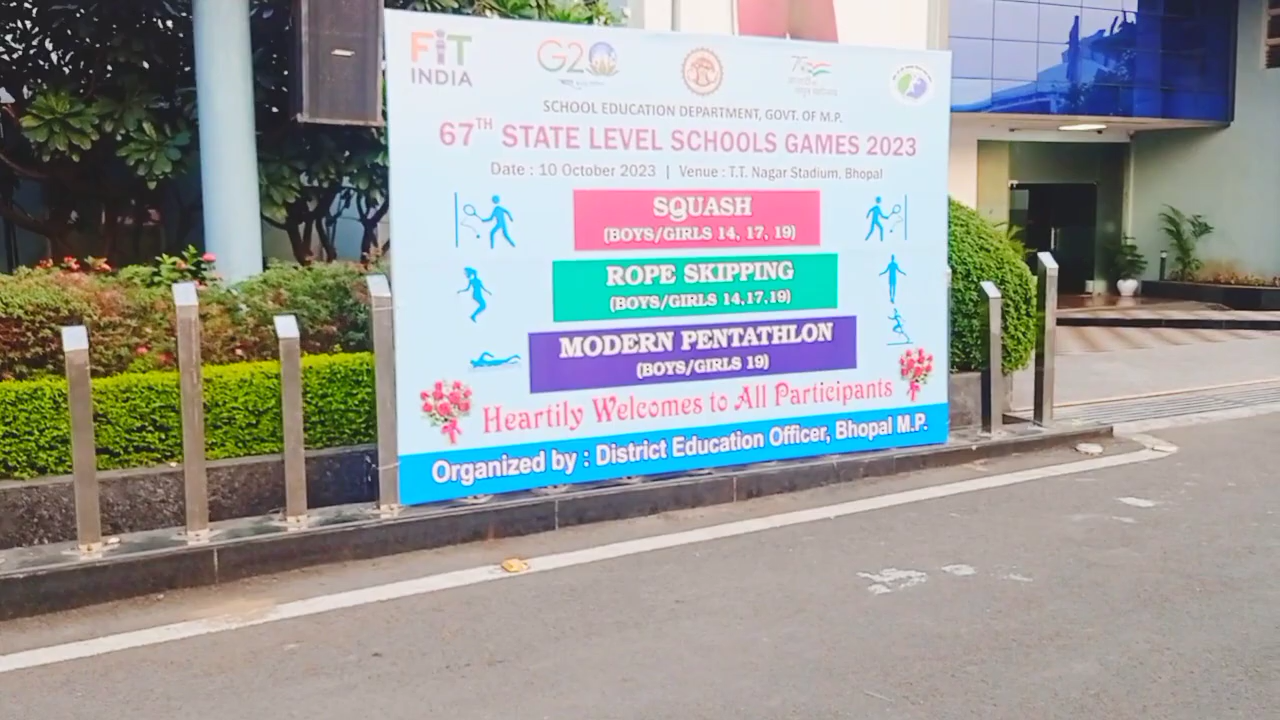 FIT
INDIA
G20
SCHOOL EDUCATION DEPARTMENT, GOVT. OF M.P.
67TH STATE LEVEL SCHOOLS GAMES 2023
Date : 10 October 2023 | Venue : T.T. Nagar Stadium, Bhopal
SQUASH
(BOYS/GIRLS 14, 17, 19)
ROPE SKIPPING
(BOYS/GIRLS 14,17,19)
MODERN PENTATHLON
(BOYS/GIRLS 19)
Heartily Welcomes to All Participants
Organized by : District Education Officer, Bhopal M.P.